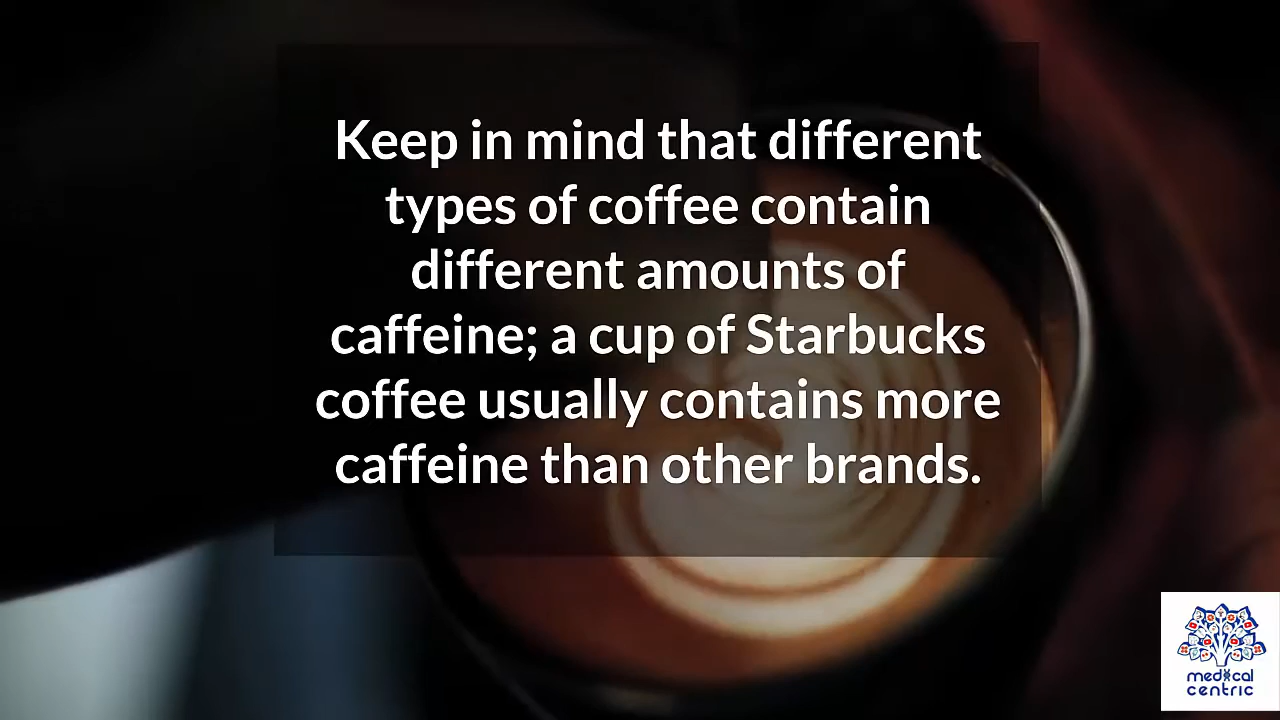 Keep in mind that different
types of coffee contain
different amounts of
caffeine; a cup of Starbucks
coffee usually contains more
caffeine than other brands.
medical
centric